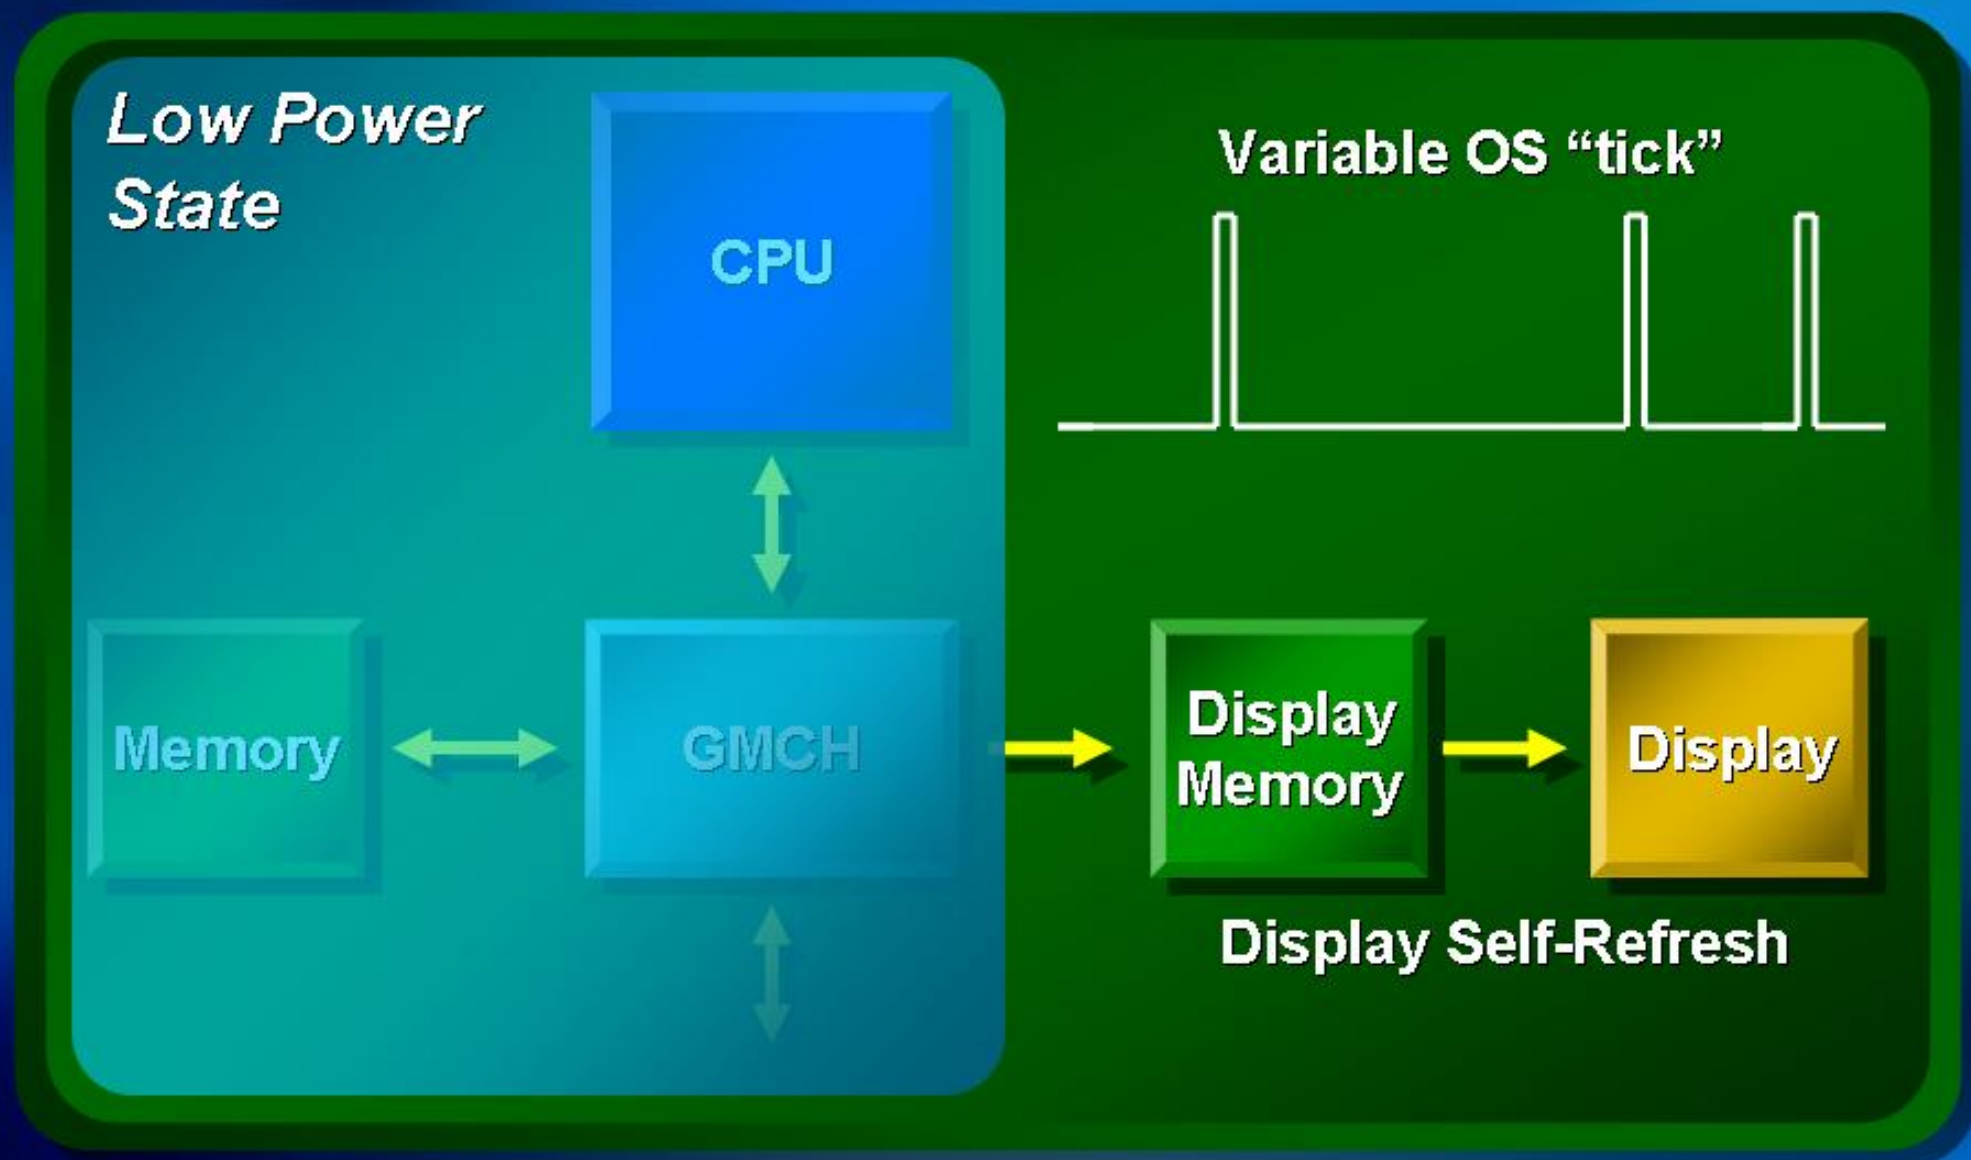 Low Power
State
CPU
Variable OS “tick”
Memory
GMCH
Display
Memory
Display
Display Self-Refresh